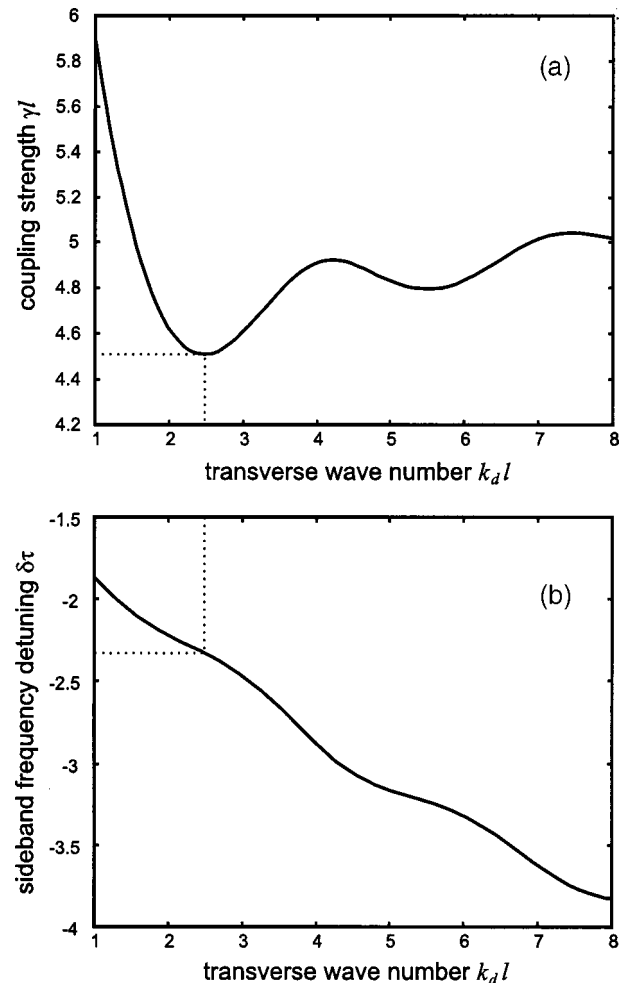 6
5.8
5.6
5.4
5.2
5
4.8
4.6
4.4
4.2
1 2 3 4 5 6 7 8
(a)
coupling strength γl
transverse wave number k_d l
-1.5
-2
-2.5
-3
-3.5
-4
1 2 3 4 5 6 7 8
(b)
sideband frequency detuning δτ
transverse wave number k_d l